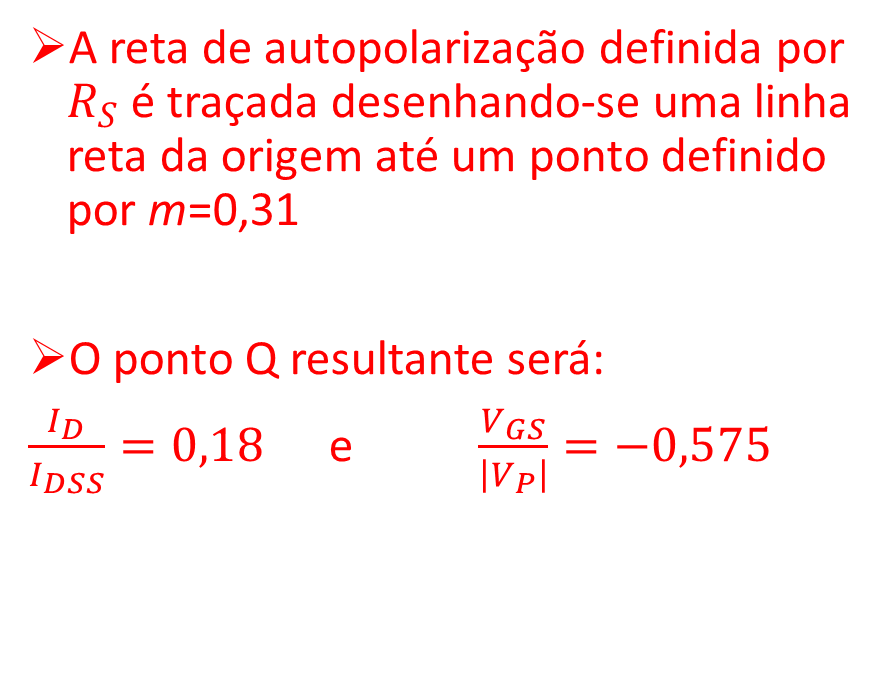 ➢A reta de autopolarização definida por
R_S é traçada desenhando-se uma linha
reta da origem até um ponto definido
por m=0,31
➢O ponto Q resultante será:
I_D/I_DSS = 0,18 e V_GS/|V_P| = −0,575